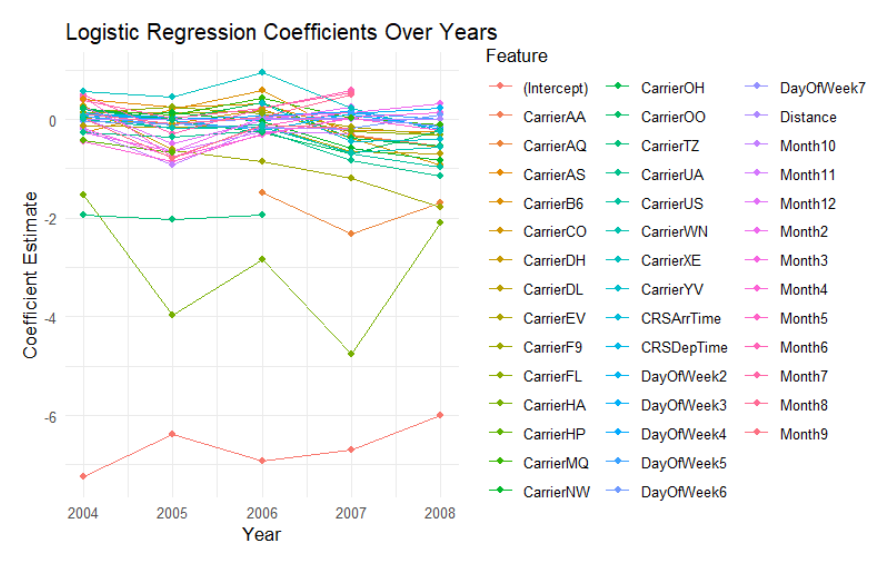 Logistic Regression Coefficients Over Years
Feature
(Intercept)
CarrierAA
CarrierAQ
CarrierAS
CarrierB6
CarrierCO
CarrierDH
CarrierDL
CarrierEV
CarrierF9
CarrierFL
CarrierHA
CarrierHP
CarrierMQ
CarrierNW
CarrierOH
CarrierOO
CarrierTZ
CarrierUA
CarrierUS
CarrierWN
CarrierXE
CarrierYV
CRSArrTime
CRSDepTime
DayOfWeek2
DayOfWeek3
DayOfWeek4
DayOfWeek5
DayOfWeek6
DayOfWeek7
Distance
Month10
Month11
Month12
Month2
Month3
Month4
Month5
Month6
Month7
Month8
Month9
Coefficient Estimate
0
-2
-4
-6
2004 2005 2006 2007 2008
Year